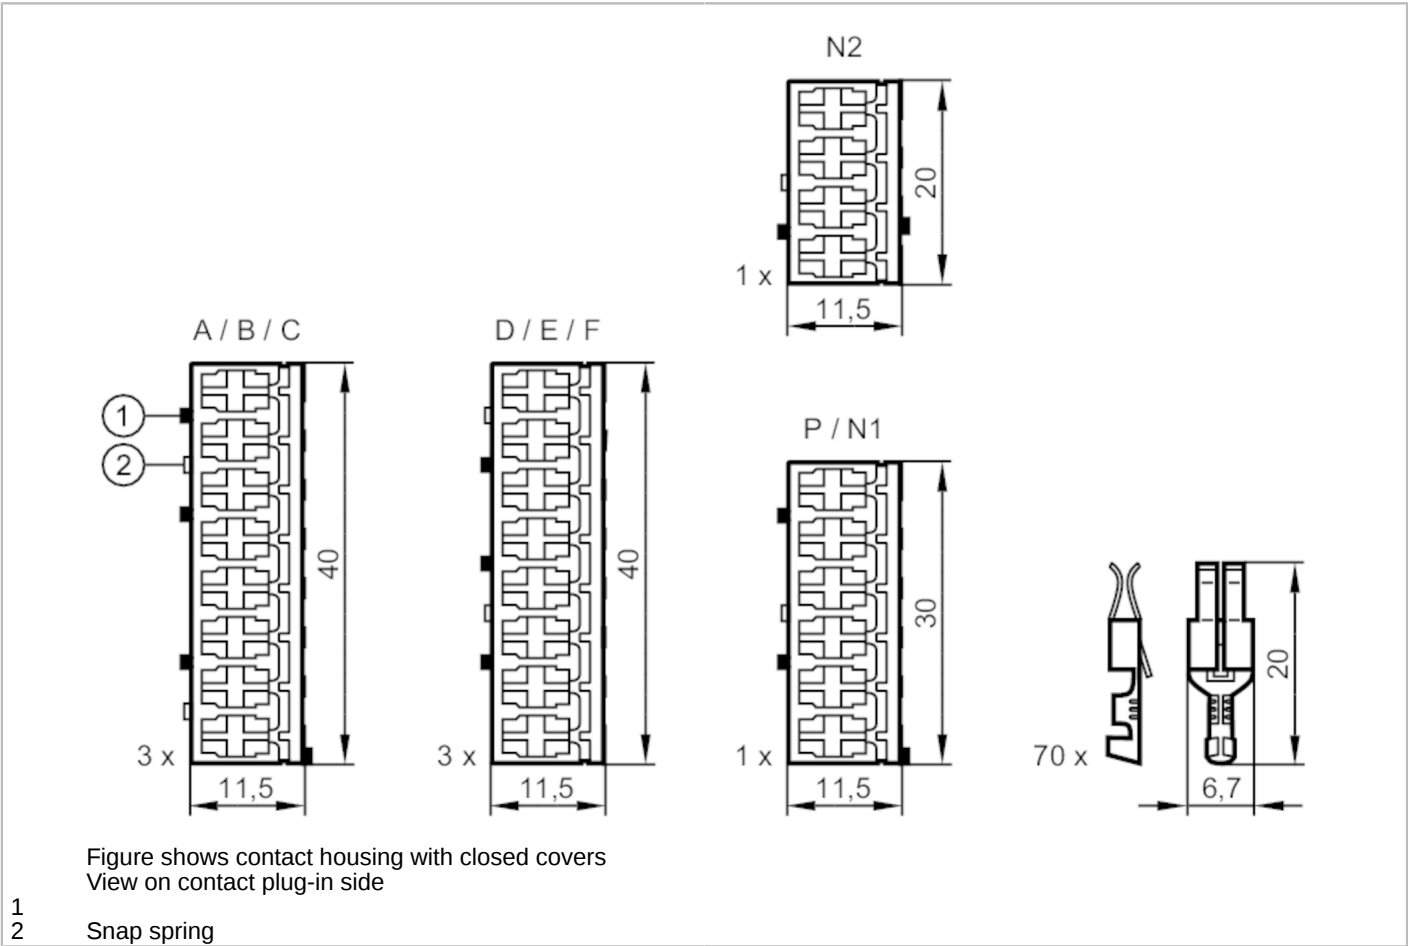 N2
20
1 x
11,5
A / B / C
D / E / F
1
2
P / N1
40
40
30
20
3 x
3 x
1 x
70 x
11,5
11,5
11,5
6,7
Figure shows contact housing with closed covers
View on contact plug-in side
1
2 Snap spring